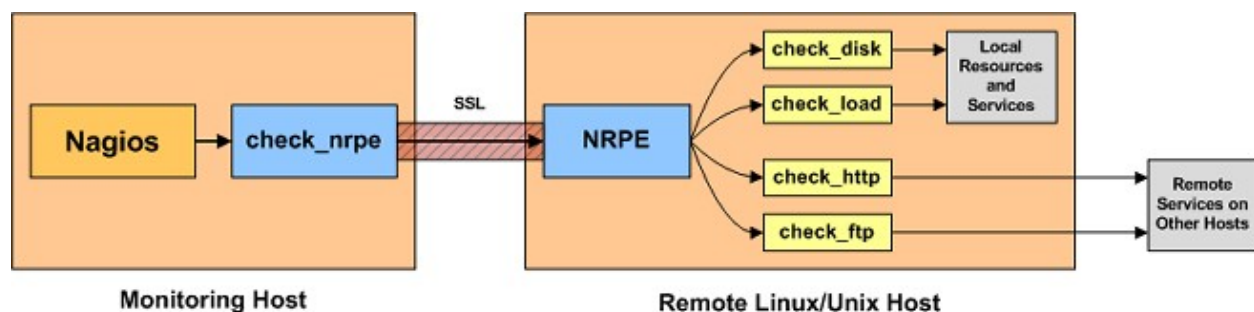 Nagios
check_nrpe
SSL
NRPE
check_disk
check_load
check_http
check_ftp
Local
Resources
and
Services
Remote
Services on
Other Hosts
Monitoring Host
Remote Linux/Unix Host